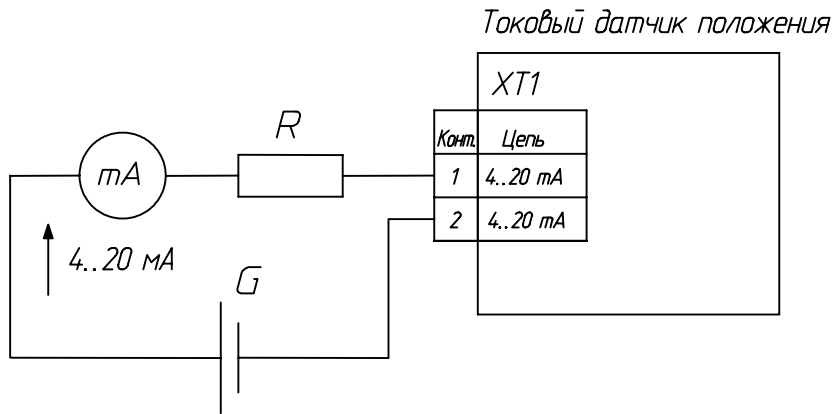 Токовый датчик положения
XT1
R
Конт. Цепь
mA
1 4..20 mA
2 4..20 mA
4..20 мА
G